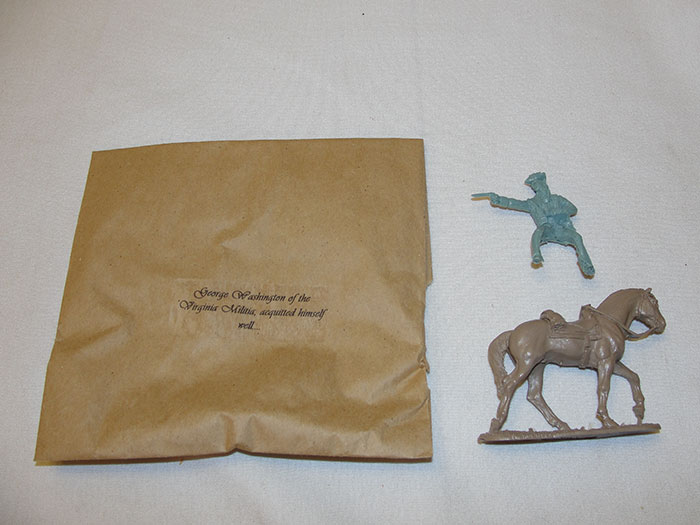 George Washington of the
Virginia Militia, acquitted himself
well...